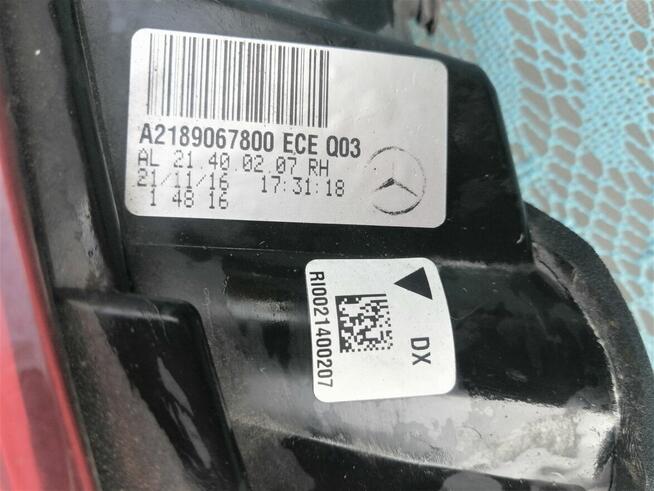 A2189067800 ECE Q03
AL 21 40 02 07 RH
21/11/16 17:31:18
1 48 16
DX
RI0021400207